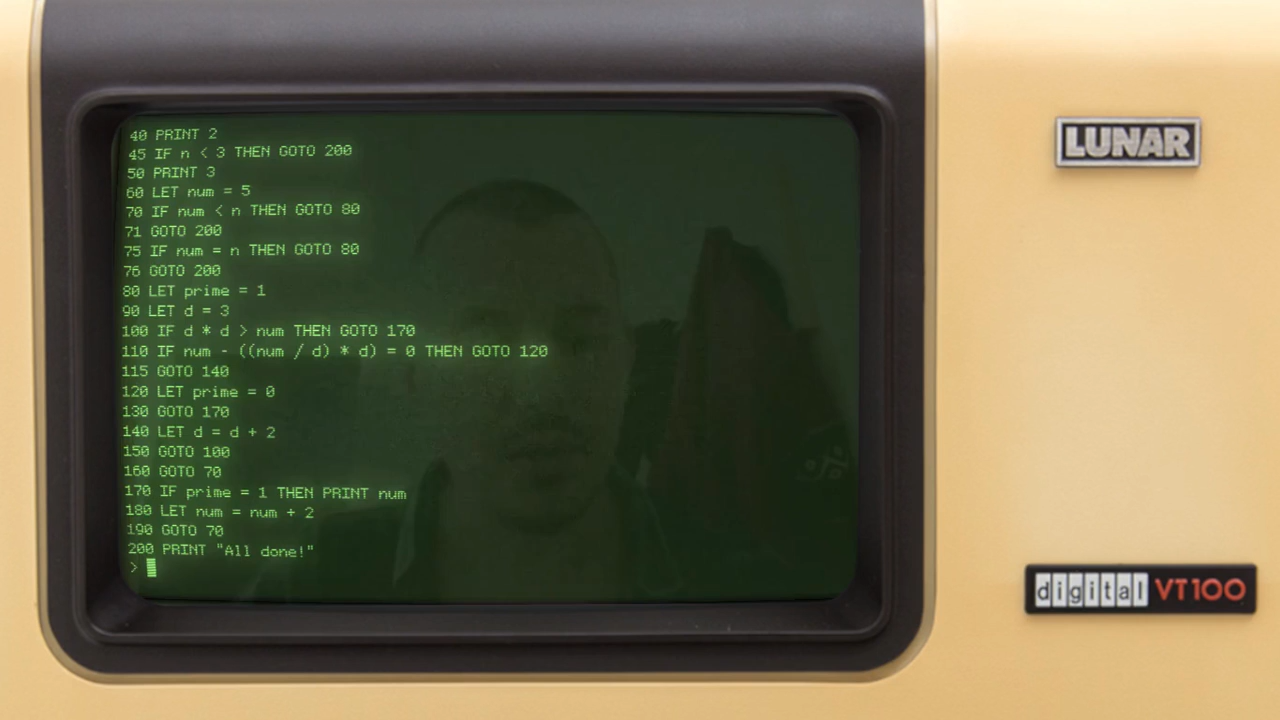 40 PRINT 2
45 IF n < 3 THEN GOTO 200
50 PRINT 3
60 LET num = 5
70 IF num < n THEN GOTO 80
71 GOTO 200
75 IF num = n THEN GOTO 80
76 GOTO 200
80 LET prime = 1
90 LET d = 3
100 IF d * d > num THEN GOTO 170
110 IF num - ((num / d) * d) = 0 THEN GOTO 120
115 GOTO 140
120 LET prime = 0
130 GOTO 170
140 LET d = d + 2
150 GOTO 100
160 GOTO 70
170 IF prime = 1 THEN PRINT num
180 LET num = num + 2
190 GOTO 70
200 PRINT "All done!"
>
LUNAR
digital VT100